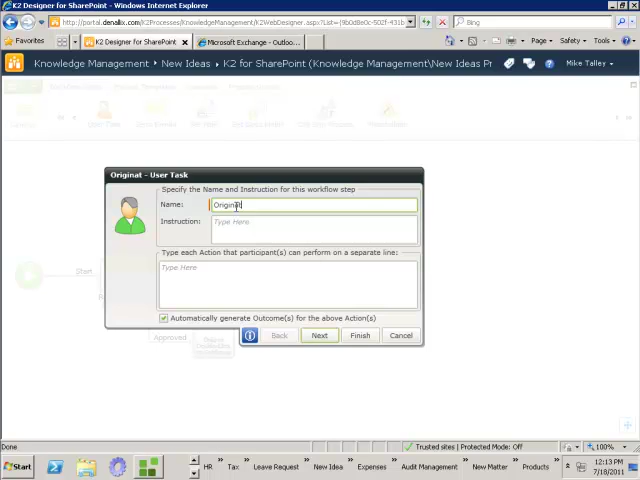 K2 Designer for SharePoint - Windows Internet Explorer
http://portal.denallix.com/K2Processes/KnowledgeManagement/K2WebDesigner.aspx?List={9b0d8e0c-502f-431b
Bing
Favorites K2 Designer for SharePoint Microsoft Exchange - Outloo... Page Safety Tools
Knowledge Management New Ideas K2 for SharePoint (Knowledge Management\New Ideas Pr Mike Talley
Originat - User Task
Specify the Name and Instruction for this workflow step
Name: Originat
Instruction: Type Here
Type each Action that participant(s) can perform on a separate line:
Type Here
Start
Automatically generate Outcome(s) for the above Action(s)
Back Next Finish Cancel
Approved
Done Trusted sites | Protected Mode: Off 100%
Start HR » Tax » Leave Request » New Idea » Expenses » Audit Management » New Matter » Products » 12:13 PM
7/18/2011